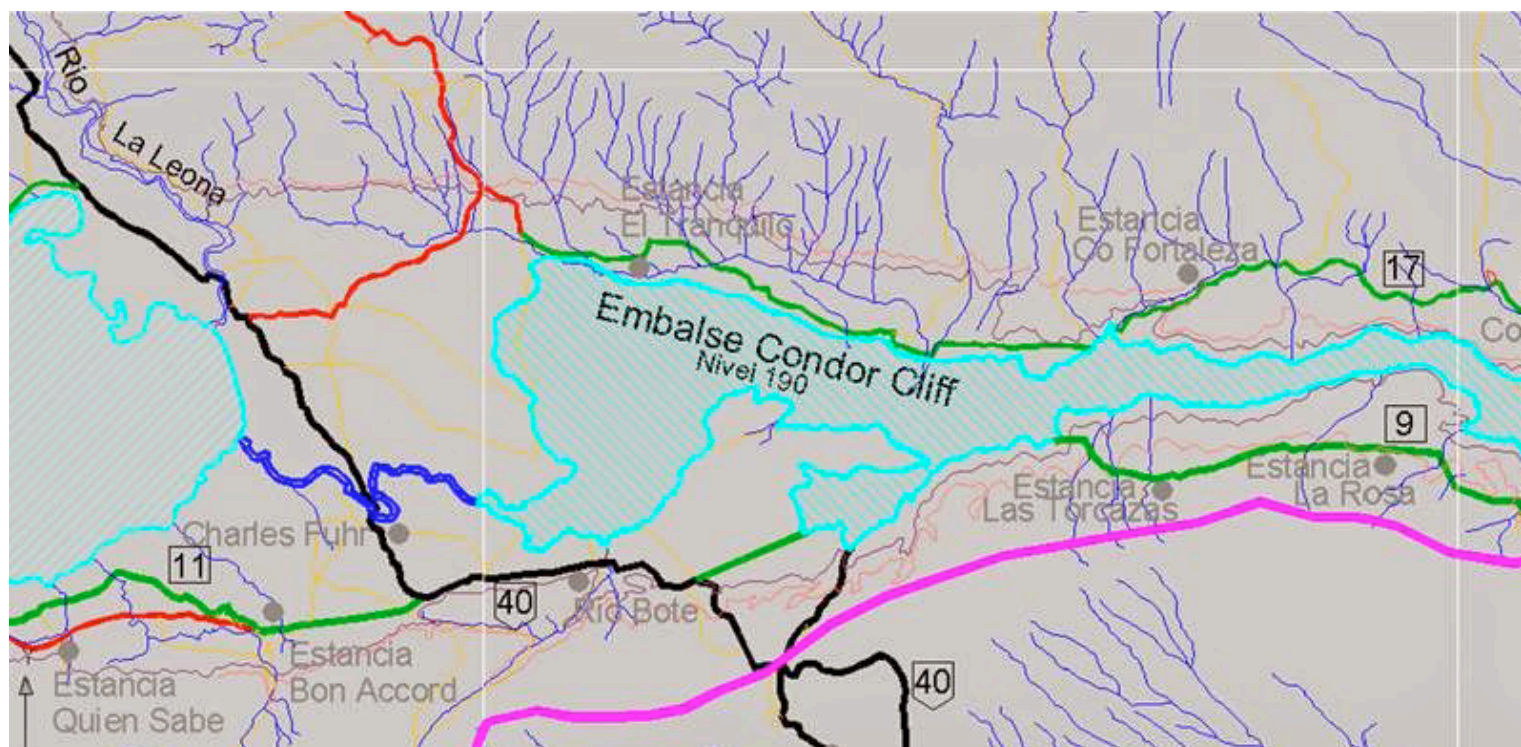 Rio
La Leona
Estancia
El Tranquilo
Estancia
Co Fortaleza
17
Embalse Condor Cliff
Nivel 190
Co
9
Estancia
La Rosa
Estancia
Las Torcazas
Charles Fuhr
11
40
Río Bote
Estancia
Bon Accord
40
Estancia
Quien Sabe